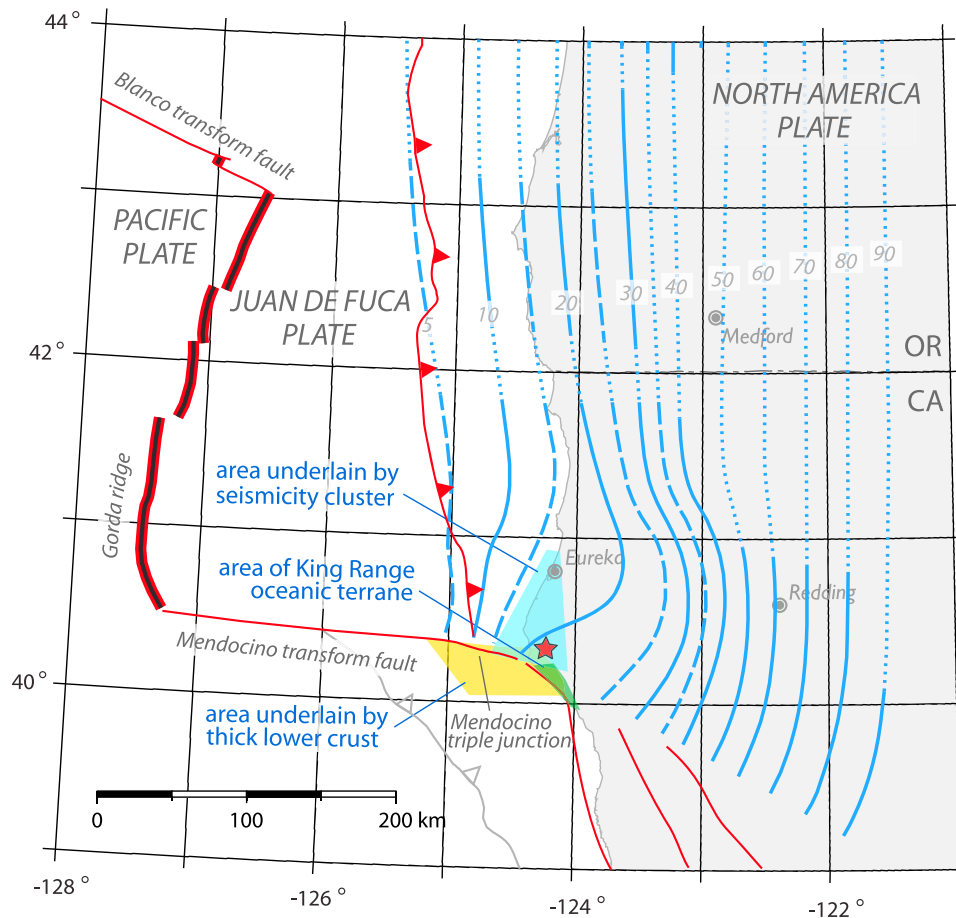 44 °
Blanco transform fault
NORTH AMERICA
PLATE
PACIFIC
PLATE
JUAN DE FUCA
PLATE
5
10
20
30
40
50
60
70
80
90
Medford
42 °
OR
CA
area underlain by
seismicity cluster
Gorda ridge
Eureka
area of King Range
oceanic terrane
Redding
Mendocino transform fault
40 °
area underlain by
thick lower crust
Mendocino
triple junction
0
100
200 km
-128 °
-126 °
-124 °
-122 °